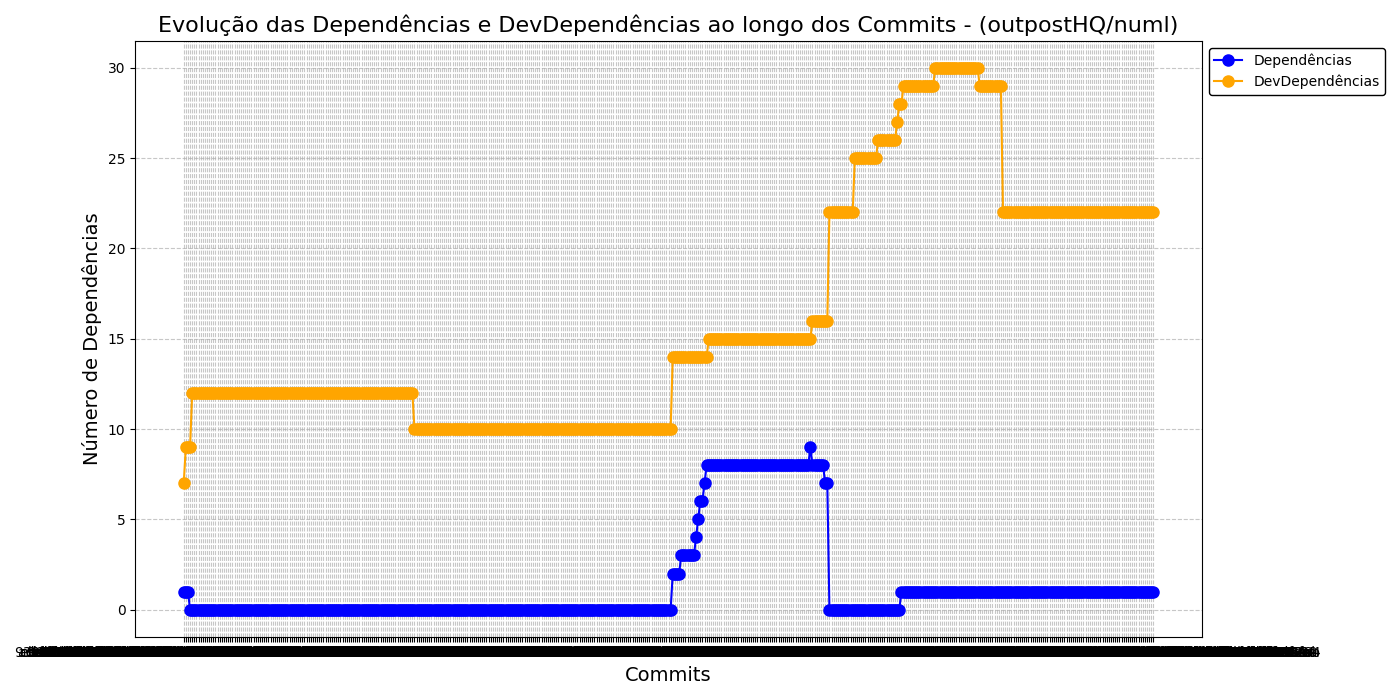 Evolução das Dependências e DevDependências ao longo dos Commits - (outpostHQ/numl)
Dependências
DevDependências
Número de Dependências
30
25
20
15
10
5
0
Commits